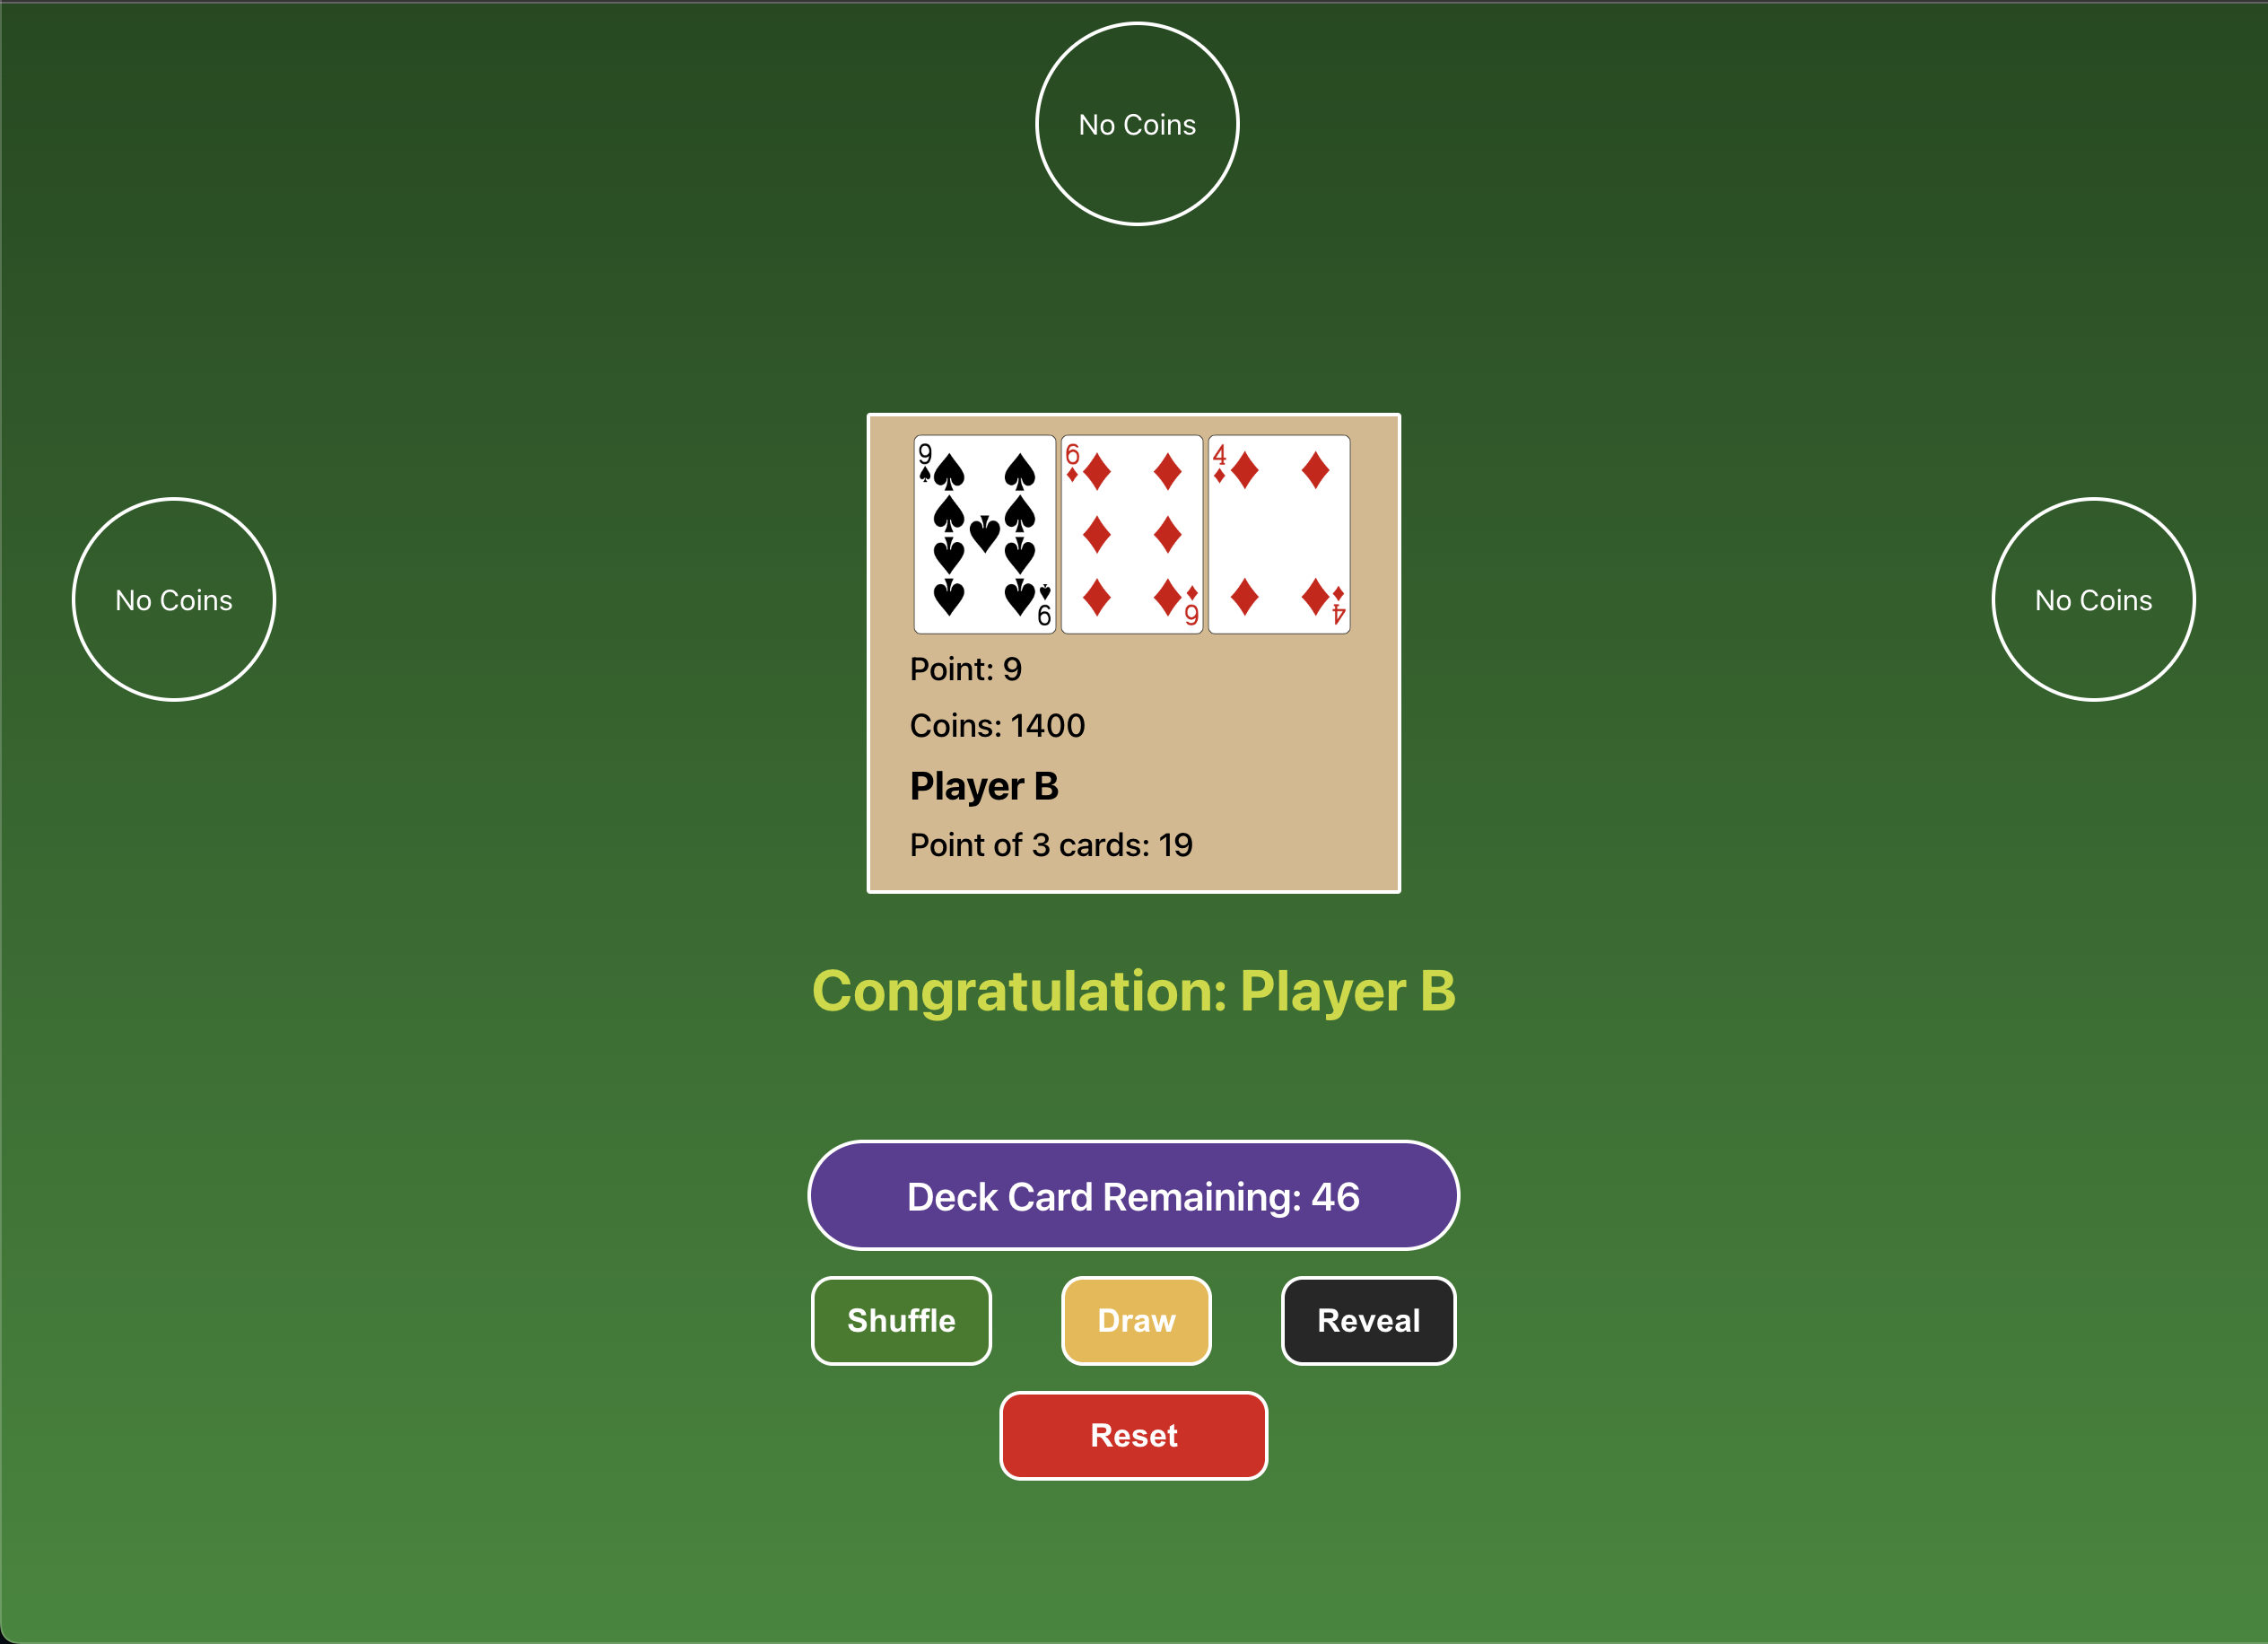 No Coins
No Coins
No Coins
9
6
4
9
6
4
Point: 9
Coins: 1400
Player B
Point of 3 cards: 19
Congratulation: Player B
Deck Card Remaining: 46
Shuffle
Draw
Reveal
Reset